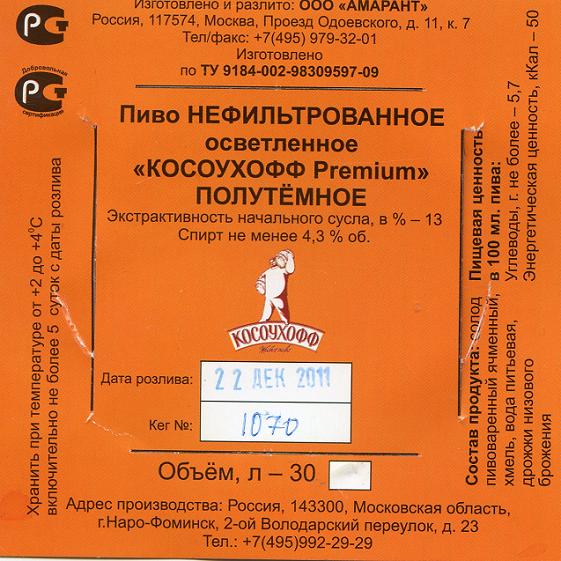 Изготовлено и разлито: ООО «АМАРАНТ»
Россия, 117574, Москва, Проезд Одоевского, д. 11, к. 7
Тел/факс: +7(495) 979-32-01
Изготовлено
по ТУ 9184-002-98309597-09
РСТ
Добровольная
РСТ
сертификация
Пиво НЕФИЛЬТРОВАННОЕ
осветленное
«КОСОУХОФФ Premium»
ПОЛУТЁМНОЕ
Экстрактивность начального сусла, в % – 13
Спирт не менее 4,3 % об.
КОСОУХОФФ
Дата розлива: 22 ДЕК 2011
Кег №: 1070
Объём, л – 30
Адрес производства: Россия, 143300, Московская область,
г.Наро-Фоминск, 2-ой Володарский переулок, д. 23
Тел.: +7(495)992-29-29
Хранить при температуре от +2 до +4°С
включительно не более 5 суток с даты розлива
Состав продукта: солод
пивоваренный ячменный,
хмель, вода питьевая,
дрожжи низового
брожения
Пищевая ценность
в 100 мл. пива:
Углеводы, г. не более – 5,7
Энергетическая ценность, кКал – 50